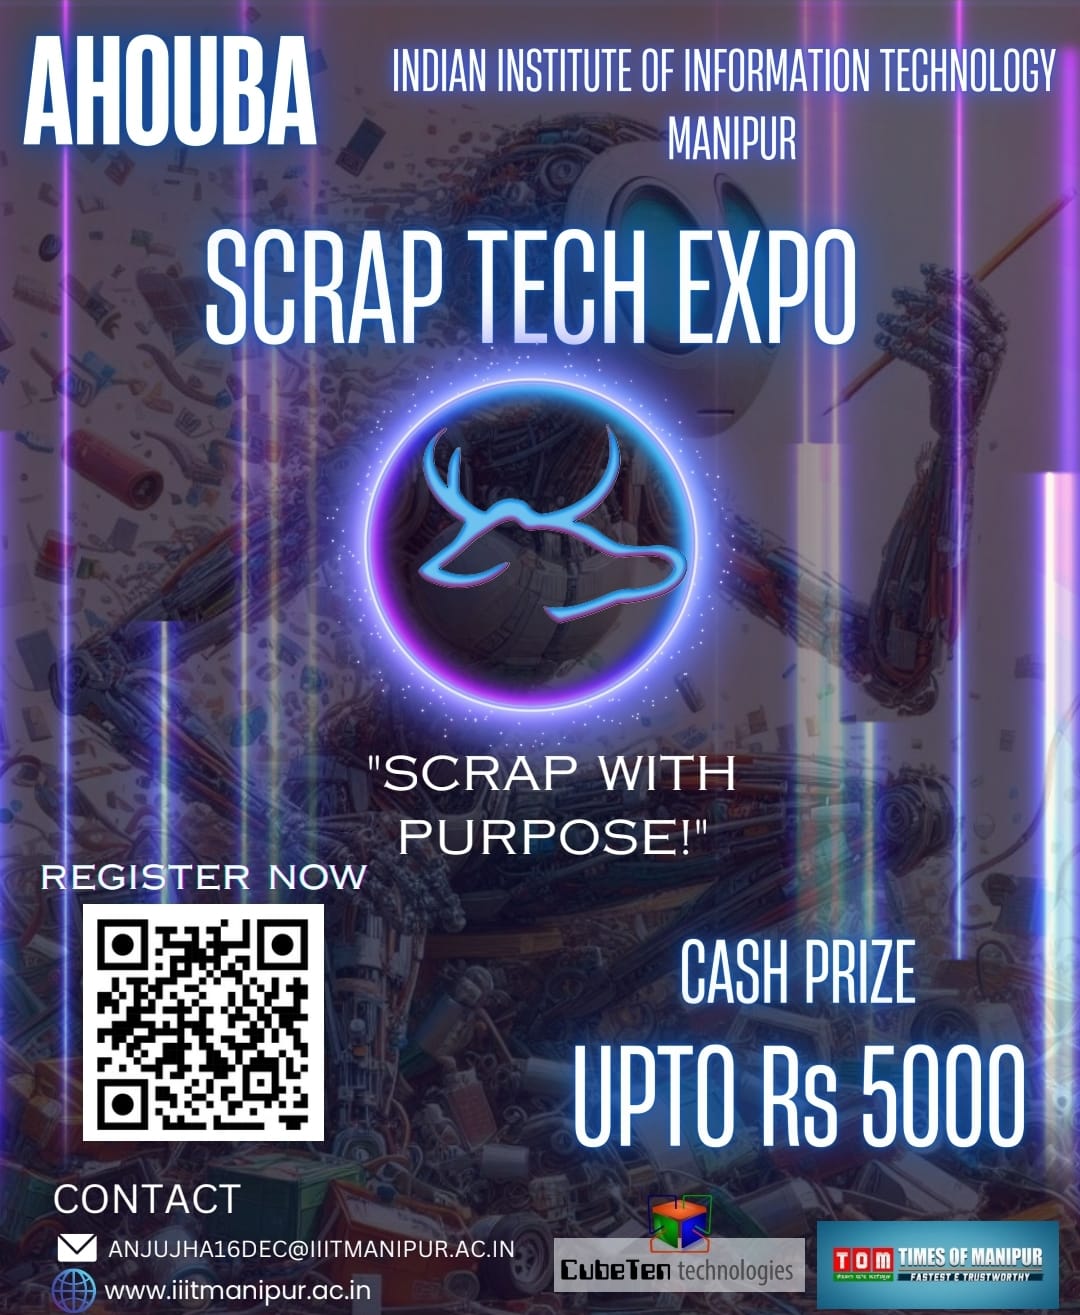 AHOUBA
INDIAN INSTITUTE OF INFORMATION TECHNOLOGY
MANIPUR
SCRAP TECH EXPO
"SCRAP WITH
PURPOSE!"
REGISTER NOW
CASH PRIZE
UPTO Rs 5000
CONTACT
ANJUJHA16DEC@IIITMANIPUR.AC.IN
www.iiitmanipur.ac.in
CubeTen technologies
TOM TIMES OF MANIPUR
FASTEST & TRUSTWORTHY